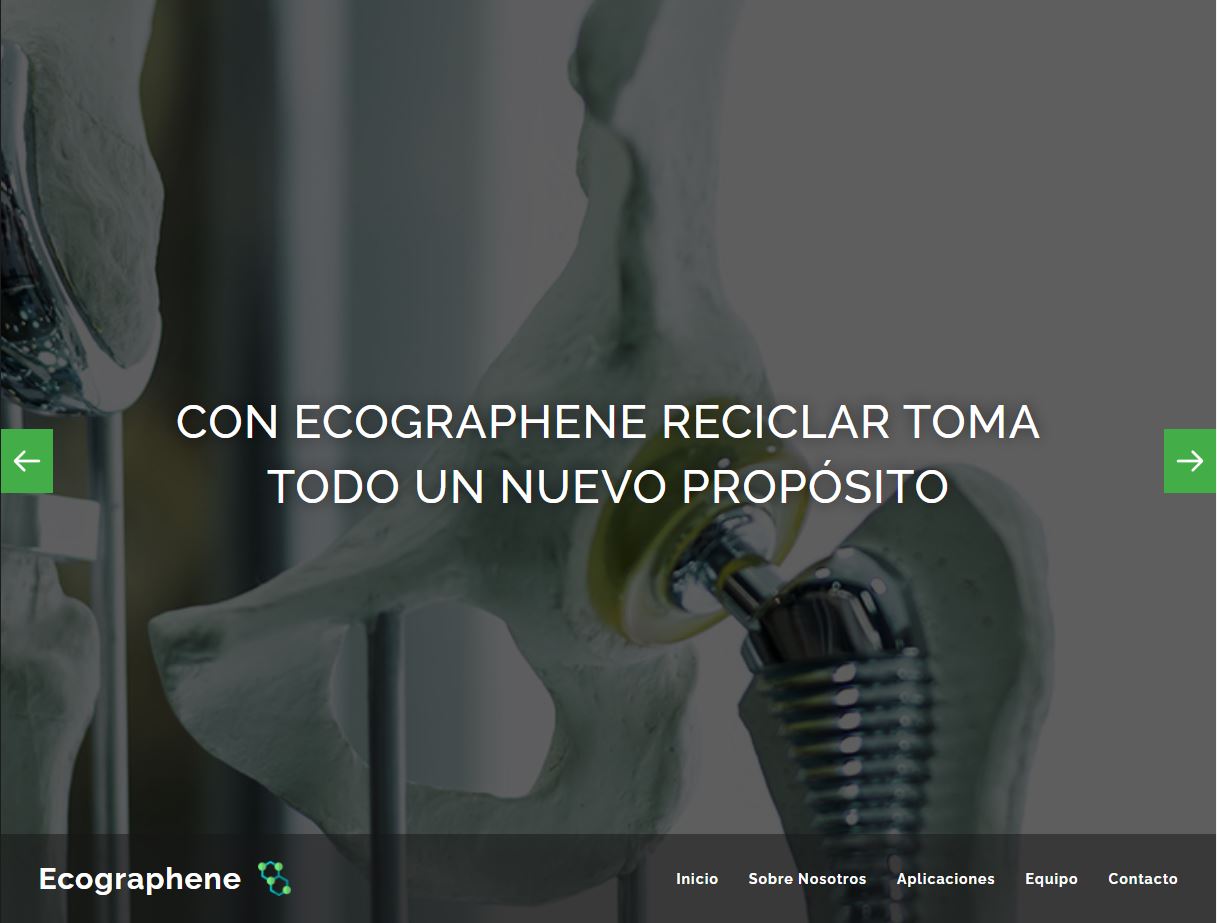 CON ECOGRAPHENE RECICLAR TOMA
TODO UN NUEVO PROPÓSITO
Ecographene
Inicio Sobre Nosotros Aplicaciones Equipo Contacto